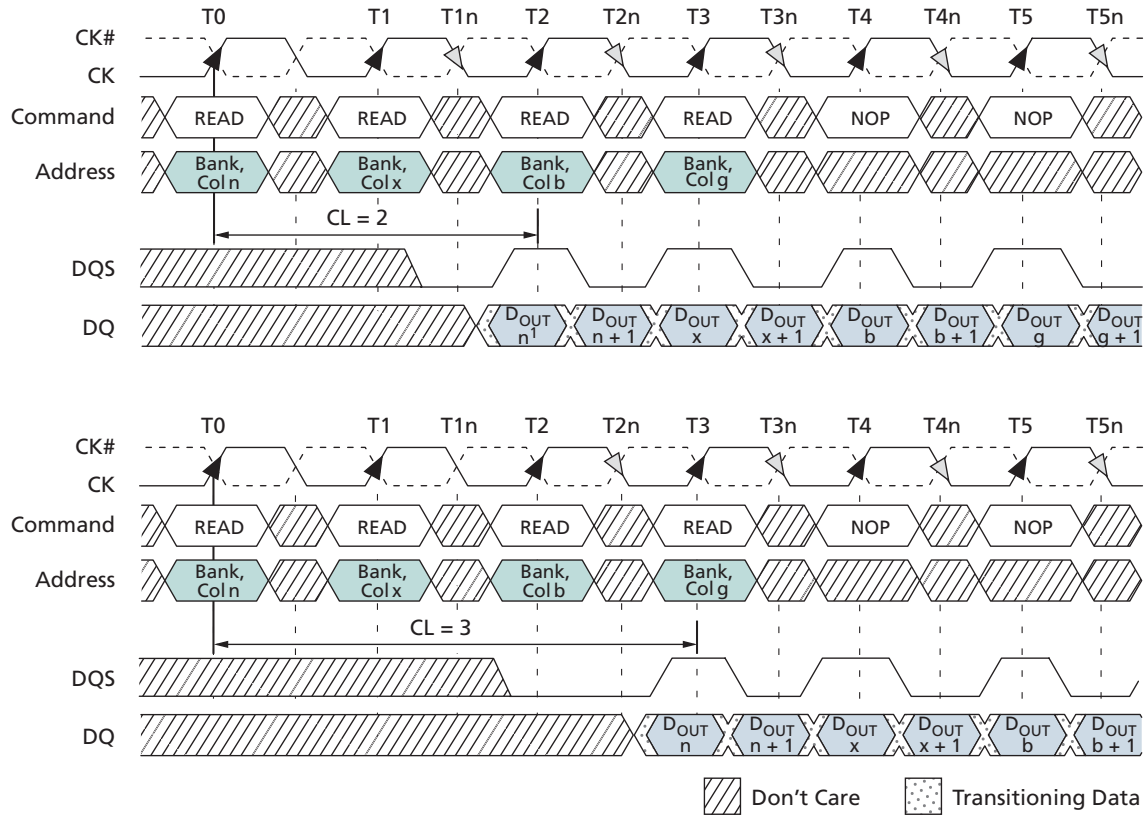 T0 T1 T1n T2 T2n T3 T3n T4 T4n T5 T5n
CK#
CK
Command READ READ READ READ NOP NOP
Address Bank, Col n Bank, Col x Bank, Col b Bank, Col g
CL = 2
DQS
DQ DOUT n1 DOUT n + 1 DOUT x DOUT x + 1 DOUT b DOUT b + 1 DOUT g DOUT g + 1
T0 T1 T1n T2 T2n T3 T3n T4 T4n T5 T5n
CK#
CK
Command READ READ READ READ NOP NOP
Address Bank, Col n Bank, Col x Bank, Col b Bank, Col g
CL = 3
DQS
DQ DOUT n DOUT n + 1 DOUT x DOUT x + 1 DOUT b DOUT b + 1
Don't Care Transitioning Data